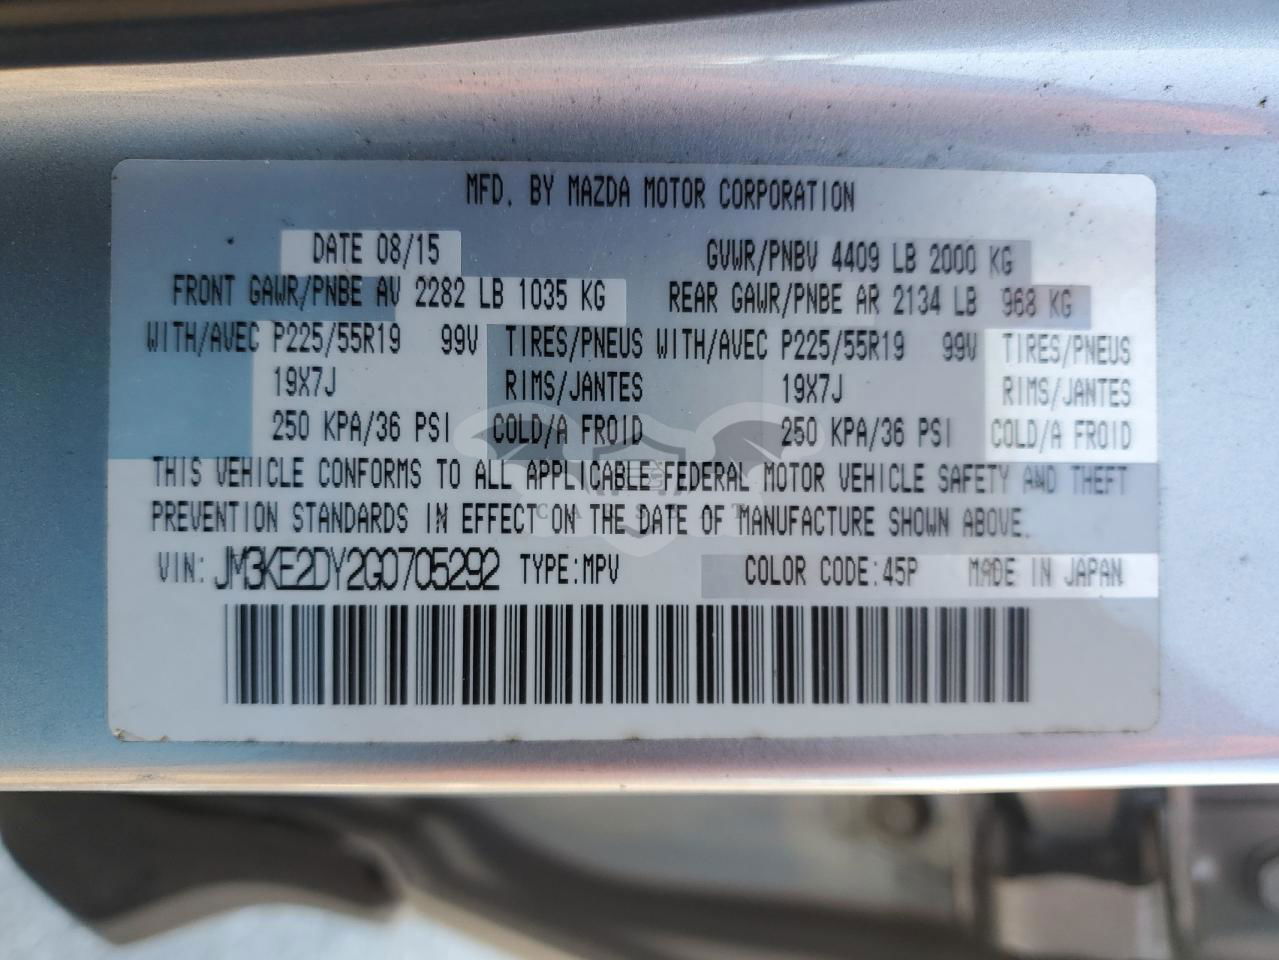 MFD. BY MAZDA MOTOR CORPORATION
DATE 08/15 GVWR/PNBV 4409 LB 2000 KG
FRONT GAWR/PNBE AV 2282 LB 1035 KG REAR GAWR/PNBE AR 2134 LB 968 KG
WITH/AVEC P225/55R19 99V TIRES/PNEUS WITH/AVEC P225/55R19 99V TIRES/PNEUS
19X7J RIMS/JANTES 19X7J RIMS/JANTES
250 KPA/36 PSI COLD/A FROID 250 KPA/36 PSI COLD/A FROID
THIS VEHICLE CONFORMS TO ALL APPLICABLE FEDERAL MOTOR VEHICLE SAFETY AND THEFT
PREVENTION STANDARDS IN EFFECT ON THE DATE OF MANUFACTURE SHOWN ABOVE.
VIN: JM3KE2DY2G0705292 TYPE:MPV COLOR CODE:45P MADE IN JAPAN